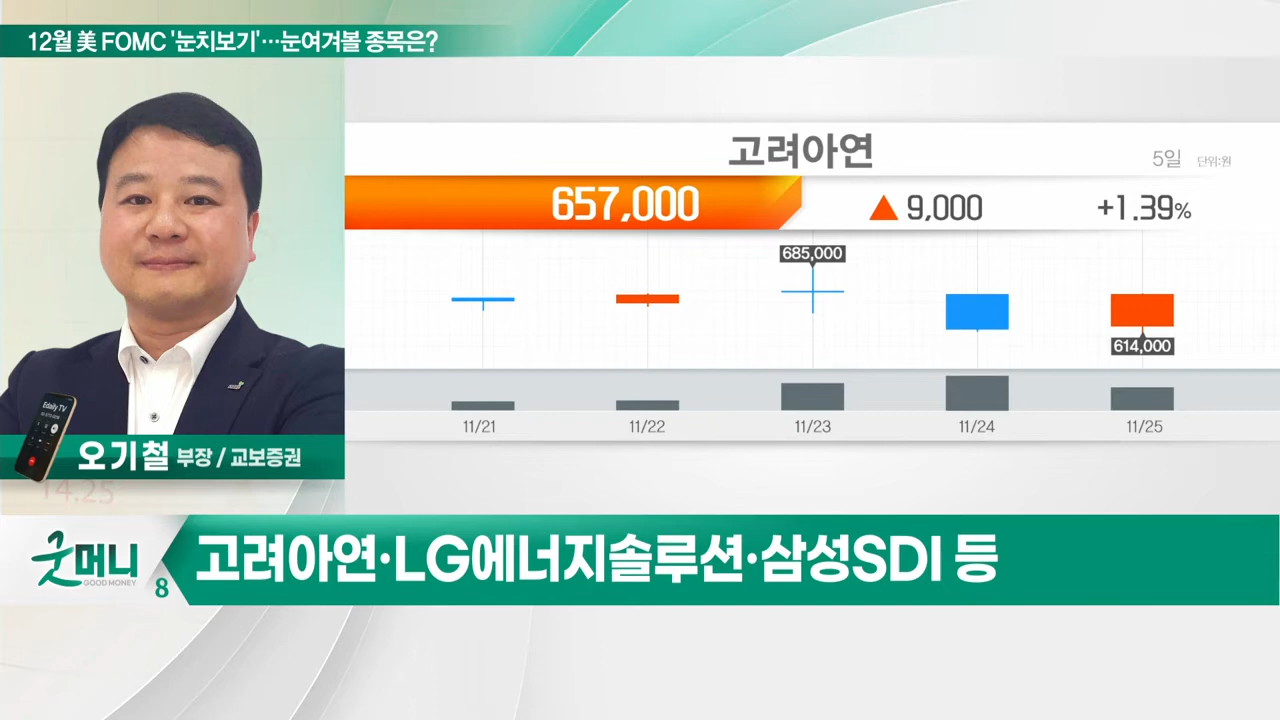 12월 美 FOMC '눈치보기'…눈여겨볼 종목은?
고려아연
5일 단위:원
657,000 ▲ 9,000 +1.39%
685,000
614,000
11/21 11/22 11/23 11/24 11/25
Edaily TV
오기철 부장 / 교보증권
14.25
굿머니
GOOD MONEY
8
고려아연·LG에너지솔루션·삼성SDI 등